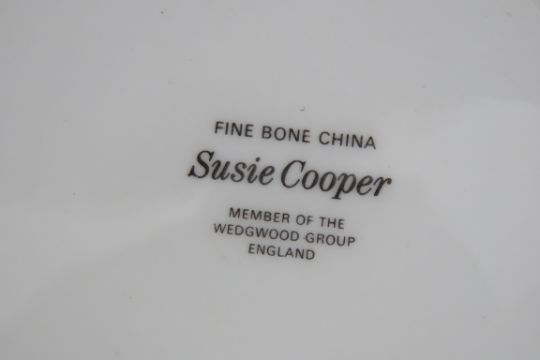 FINE BONE CHINA
Susie Cooper
MEMBER OF THE
WEDGWOOD GROUP
ENGLAND